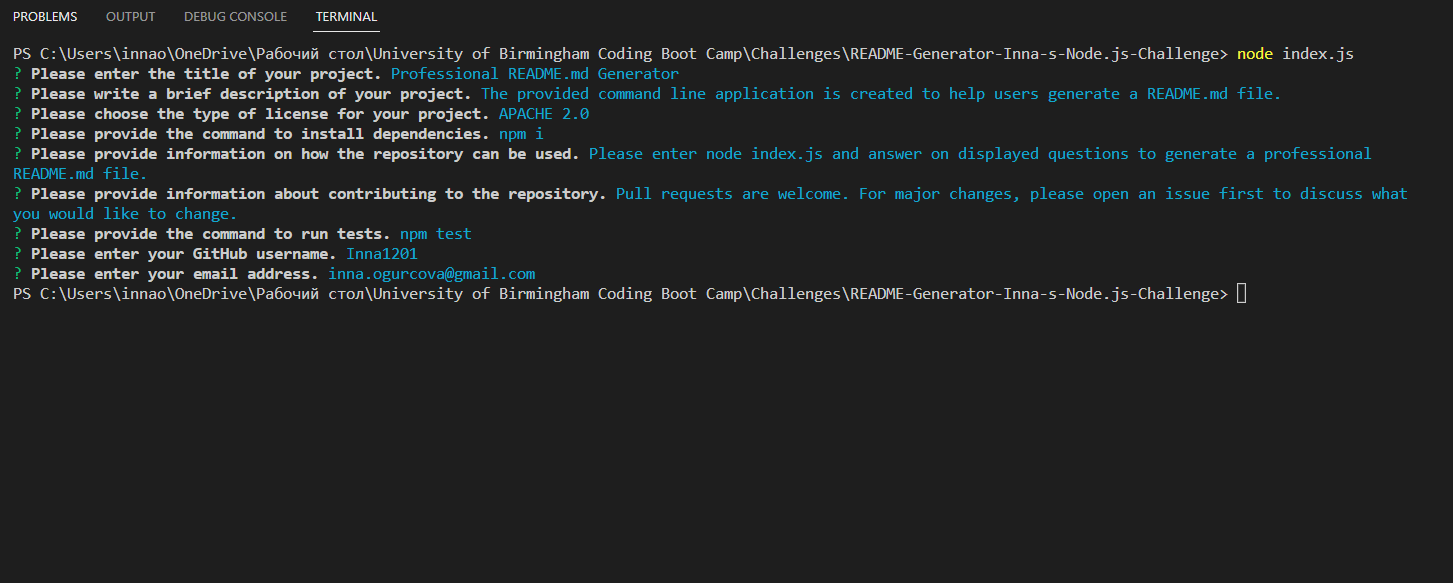 PROBLEMS OUTPUT DEBUG CONSOLE TERMINAL
PS C:\Users\innao\OneDrive\Рабочий стол\University of Birmingham Coding Boot Camp\Challenges\README-Generator-Inna-s-Node.js-Challenge> node index.js
? Please enter the title of your project. Professional README.md Generator
? Please write a brief description of your project. The provided command line application is created to help users generate a README.md file.
? Please choose the type of license for your project. APACHE 2.0
? Please provide the command to install dependencies. npm i
? Please provide information on how the repository can be used. Please enter node index.js and answer on displayed questions to generate a professional
README.md file.
? Please provide information about contributing to the repository. Pull requests are welcome. For major changes, please open an issue first to discuss what
you would like to change.
? Please provide the command to run tests. npm test
? Please enter your GitHub username. Inna1201
? Please enter your email address. inna.ogurcova@gmail.com
PS C:\Users\innao\OneDrive\Рабочий стол\University of Birmingham Coding Boot Camp\Challenges\README-Generator-Inna-s-Node.js-Challenge>